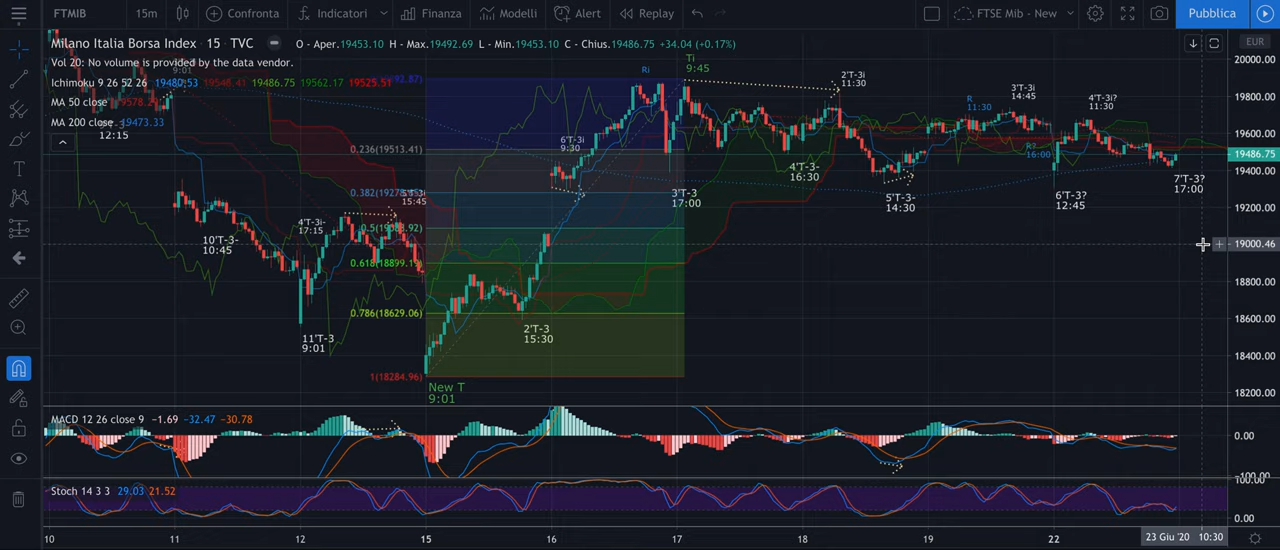 FTMIB 15m Confronta Indicatori Finanza Modelli Alert Replay FTSE Mib - New Pubblica
Milano Italia Borsa Index · 15 · TVC O - Aper.19453.10 H - Max.19492.69 L - Min.19453.10 C - Chius.19486.75 +34.04 (+0.17%)
EUR
Vol 20: No volume is provided by the data vendor.
Ichimoku 9 26 52 26 19480.53 19548.41 19486.75 19562.17 19525.51
MA 50 close
MA 200 close 19473.33
9:01
12:15
Ri
Ti
9:45
2'T-3i
11:30
R
11:30
3'T-3i
14:45
4'T-3i?
11:30
6'T-3i
9:30
R?
16:00
0.236(19513.41)
15:45
4'T-3i-
17:15
4'T-3-
16:30
3'T-3
17:00
5'T-3-
14:30
6'T-3?
12:45
7'T-3?
17:00
10'T-3-
10:45
0.618(18899.19)
0.786(18629.06)
11'T-3
9:01
2'T-3
15:30
1(18284.96)
New T
9:01
20000.00
19800.00
19600.00
19486.75
19400.00
19200.00
19000.46
18800.00
18600.00
18400.00
18200.00
MACD 12 26 close 9 −1.69 −32.47 −30.78
0.00
-100.00
Stoch 14 3 3 29.03 21.52
100.00
0.00
10 11 12 15 16 17 18 19 22 23 Giu '20 10:30